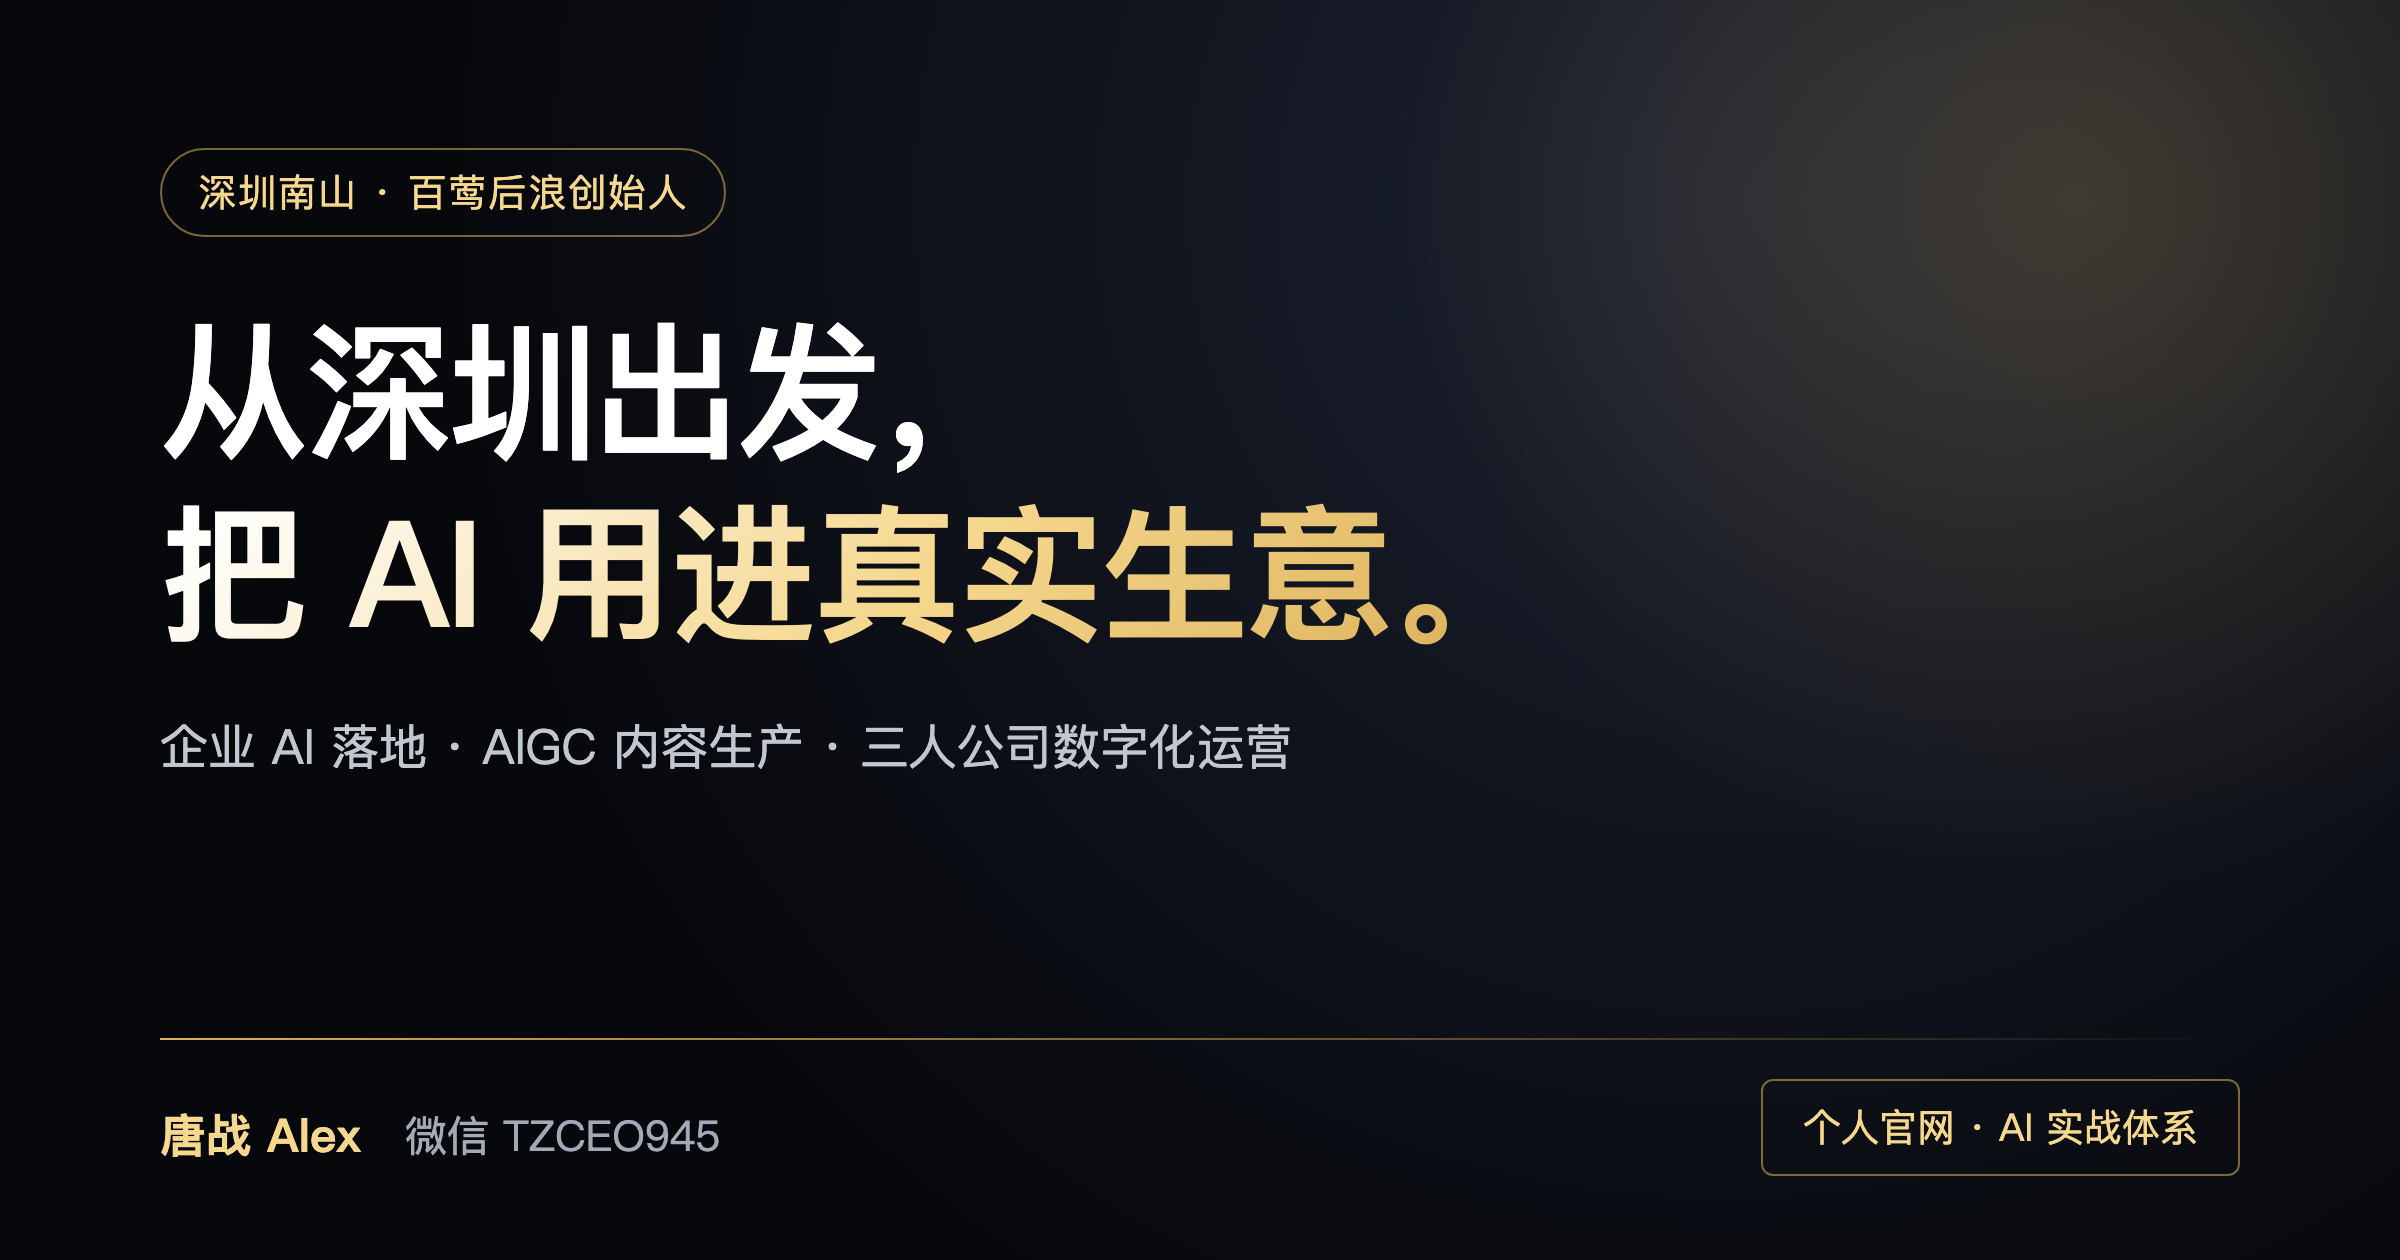 深圳南山 · 百莺后浪创始人
从深圳出发，
把 AI 用进真实生意。
企业 AI 落地 · AIGC 内容生产 · 三人公司数字化运营
唐战 Alex 微信 TZCEO945
个人官网 · AI 实战体系